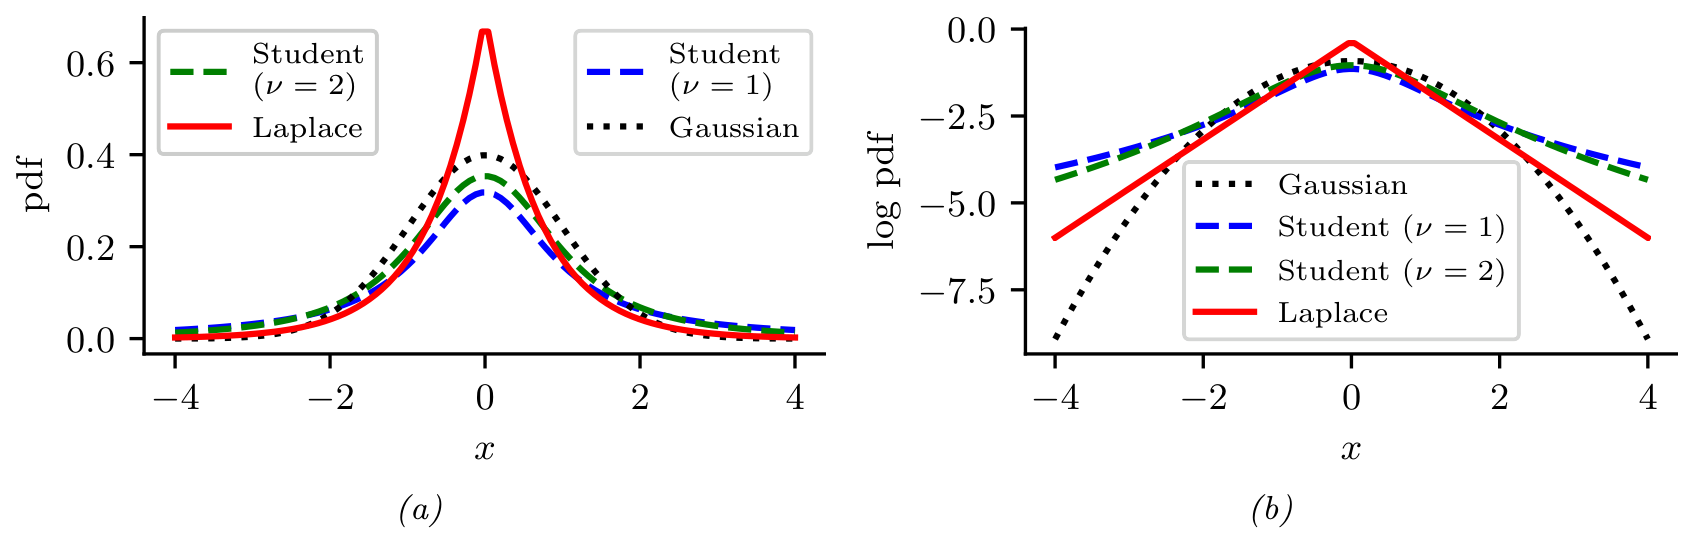 pdf
0.6
0.4
0.2
0.0
Student
(ν = 2)
Laplace
Student
(ν = 1)
Gaussian
−4
−2
0
2
4
x
(a)
log pdf
0.0
−2.5
−5.0
−7.5
Gaussian
Student (ν = 1)
Student (ν = 2)
Laplace
−4
−2
0
2
4
x
(b)